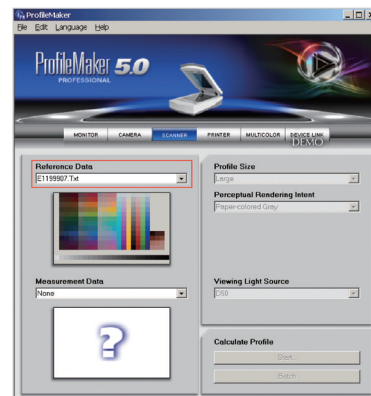 ProfileMaker
File Edit Language Help
ProfileMaker 5.0
PROFESSIONAL
MONITOR CAMERA SCANNER PRINTER MULTICOLOR DEVICE LINK
DEMO
Reference Data
E1199907.Txt
Profile Size
Large
Perceptual Rendering Intent
Paper-colored Gray
Measurement Data
None
Viewing Light Source
D50
?
Calculate Profile
Start...
Batch...